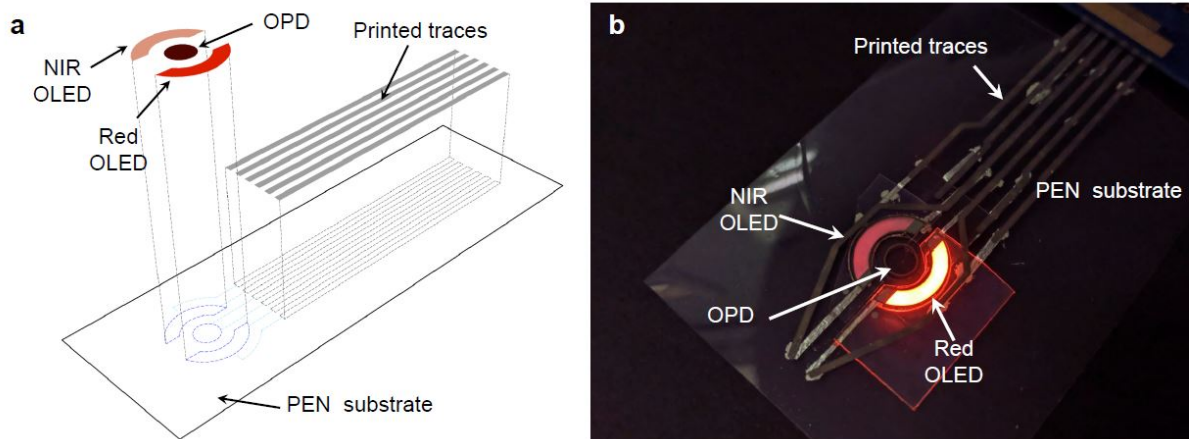 a
OPD
Printed traces
NIR
OLED
Red
OLED
PEN substrate
b
Printed traces
NIR
OLED
PEN substrate
OPD
Red
OLED